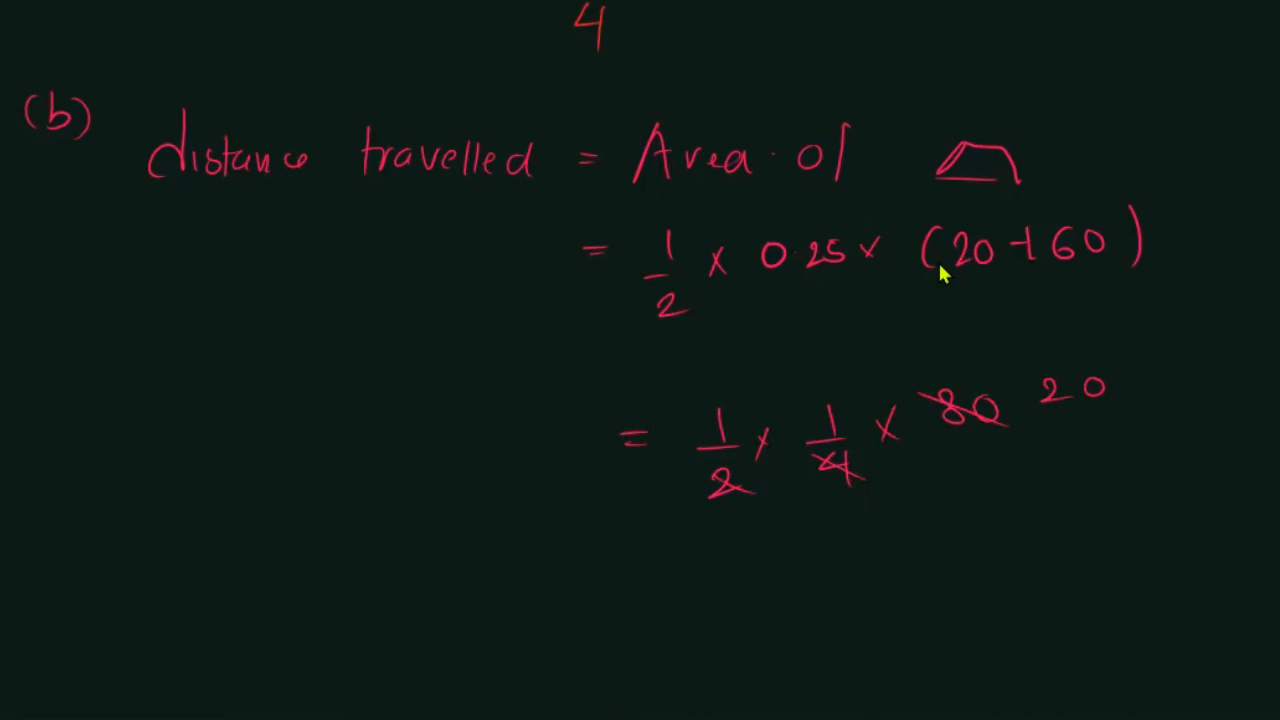 4
(b) distance travelled = Area of
= 1/2 × 0.25 × (20+60)
= 1/2 × 1/4 × 80 20